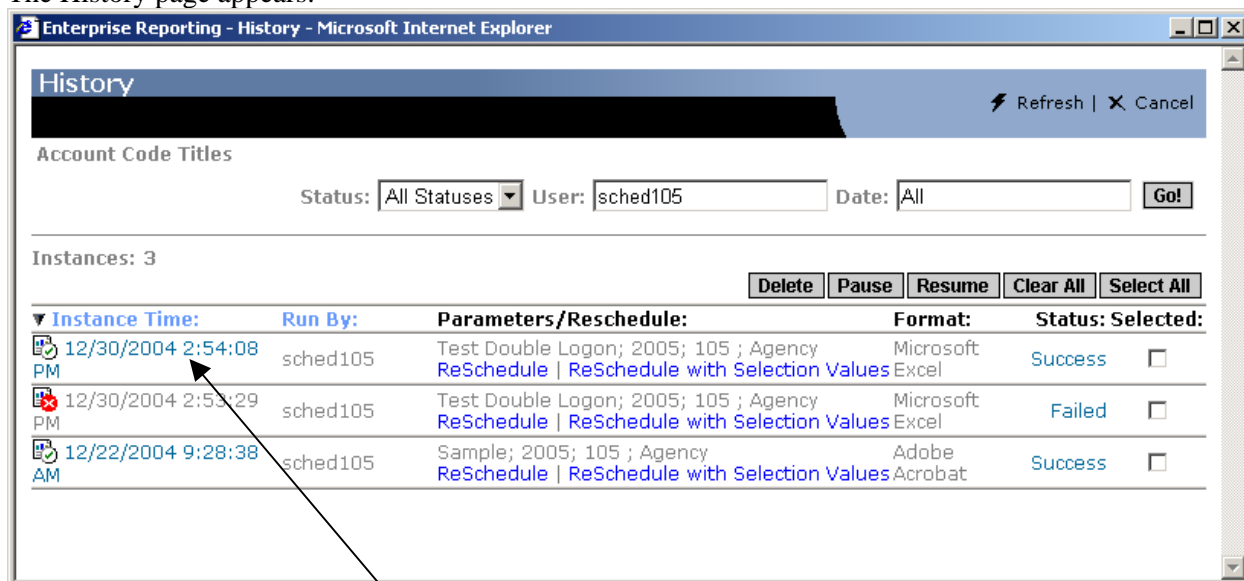 The History page appears.
Enterprise Reporting - History - Microsoft Internet Explorer
History
Refresh | Cancel
Account Code Titles
Status: All Statuses User: sched105 Date: All Go!
Instances: 3
Delete Pause Resume Clear All Select All
Instance Time: Run By: Parameters/Reschedule: Format: Status: Selected:
12/30/2004 2:54:08 PM sched105 Test Double Logon; 2005; 105 ; Agency Microsoft Excel Success
ReSchedule | ReSchedule with Selection Values
12/30/2004 2:53:29 PM sched105 Test Double Logon; 2005; 105 ; Agency Microsoft Excel Failed
ReSchedule | ReSchedule with Selection Values
12/22/2004 9:28:38 AM sched105 Sample; 2005; 105 ; Agency Adobe Acrobat Success
ReSchedule | ReSchedule with Selection Values